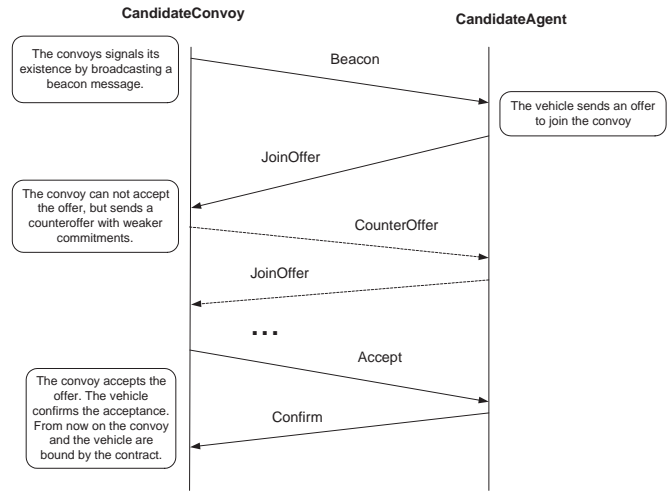 CandidateConvoy
CandidateAgent
The convoys signals its
existence by broadcasting a
beacon message.
Beacon
The vehicle sends an offer
to join the convoy
JoinOffer
The convoy can not accept
the offer, but sends a
counteroffer with weaker
commitments.
CounterOffer
JoinOffer
...
Accept
The convoy accepts the
offer. The vehicle
confirms the acceptance.
From now on the convoy
and the vehicle are
bound by the contract.
Confirm